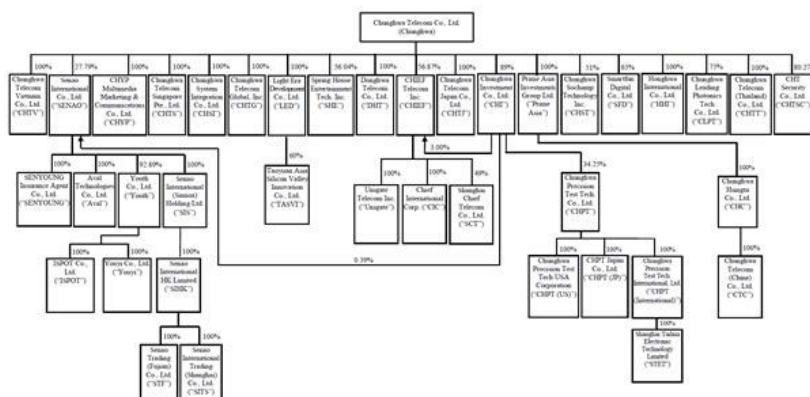 Chunghwa Telecom Co., Ltd.
(Chunghwa)
100%
27.79%
100%
100%
100%
100%
100%
56.04%
100%
56.87%
100%
89%
100%
51%
65%
100%
75%
100%
80.27%
Chunghwa
Telecom
Vietnam
Co., Ltd.
("CHTV")
Senao
International
Co., Ltd.
("SENAO")
CHYP
Multimedia
Marketing &
Communications
Co., Ltd.
("CHYP")
Chunghwa
Telecom
Singapore
Pte., Ltd.
("CHTS")
Chunghwa
System
Integration
Co., Ltd.
("CHSI")
Chunghwa
Telecom
Global, Inc.
("CHTG")
Light Era
Development
Co., Ltd.
("LED")
Spring House
Entertainment
Tech. Inc.
("SHE")
Donghwa
Telecom Co.,
Ltd.
("DHT")
CHIEF
Telecom Inc.
("CHIEF")
Chunghwa
Telecom
Japan Co., Ltd.
("CHTJ")
Chunghwa
Investment
Co., Ltd.
("CHI")
Prime Asia
Investments
Group Ltd.
("Prime
Asia")
Chunghwa
Sochamp
Technology
Inc.
("CHST")
Smartfun
Digital Co.,
Ltd.
("SFD")
Honghwa
International
Co., Ltd.
("HHI")
Chunghwa
Leading
Photonics
Tech Co., Ltd.
("CLPT")
Chunghwa
Telecom
(Thailand)
Co., Ltd.
("CHTT")
CHT
Security Co.,
Ltd.
("CHTSC")
3.00%
100%
100%
92.89%
100%
SENYOUNG
Insurance Agent
Co., Ltd.
("SENYOUNG")
Aval
Technologies
Co., Ltd.
("Aval")
Youth
Co., Ltd.
("Youth")
Senao
International
(Samoa)
Holding Ltd.
("SIS")
60%
Taoyuan Asia
Silicon Valley
Innovation
Co., Ltd.
("TASVI")
100%
100%
49%
Unigate
Telecom Inc.
("Unigate")
Chief
International
Corp. ("CIC")
Shanghai
Chief
Telecom Co.,
Ltd.
("SCT")
34.25%
Chunghwa
Precision
Test Tech.
Co., Ltd.
("CHPT")
100%
Chunghwa
Hsingta
Co., Ltd.
("CHC")
0.39%
100%
100%
100%
ISPOT Co.,
Ltd.
("ISPOT")
Youyi Co., Ltd.
("Youyi")
Senao
International
HK Limited
("SIHK")
100%
100%
100%
Chunghwa
Precision Test
Tech USA
Corporation
("CHPT (US)")
CHPT Japan
Co., Ltd.
("CHPT (JP)")
Chunghwa
Precision
Test Tech
International, Ltd.
("CHPT
(International)")
100%
Chunghwa
Telecom
(China) Co.,
Ltd.
("CTC")
100%
100%
Senao
Trading
(Fujian)
Co., Ltd.
("STF")
Senao
International
Trading
(Shanghai) Co.,
Ltd.
("SITS")
100%
Shanghai Taihua
Electronic
Technology
Limited
("STET")